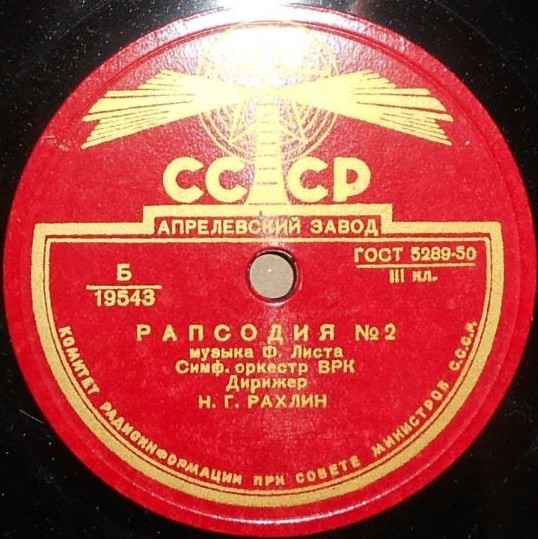 СССР
АПРЕЛЕВСКИЙ ЗАВОД
Б
19543
ГОСТ 5289-50
III кл.
РАПСОДИЯ №2
музыка Ф. Листа
Симф. оркестр ВРК
Дирижер
Н. Г. РАХЛИН
КОМИТЕТ РАДИОИНФОРМАЦИИ ПРИ СОВЕТЕ МИНИСТРОВ С.С.С.Р.